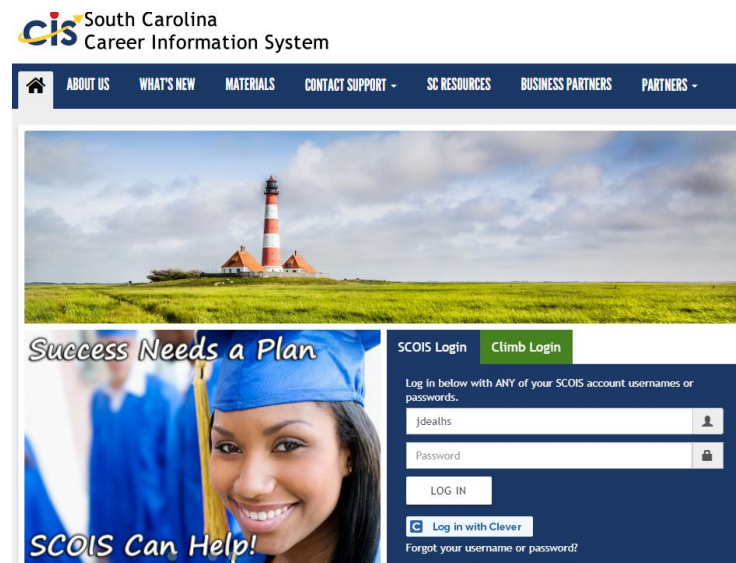 cis South Carolina
Career Information System
ABOUT US WHAT'S NEW MATERIALS CONTACT SUPPORT SC RESOURCES BUSINESS PARTNERS PARTNERS
Success Needs a Plan
SCOIS Can Help!
SCOIS Login Climb Login
Log in below with ANY of your SCOIS account usernames or
passwords.
jdealhs
Password
LOG IN
C Log in with Clever
Forgot your username or password?